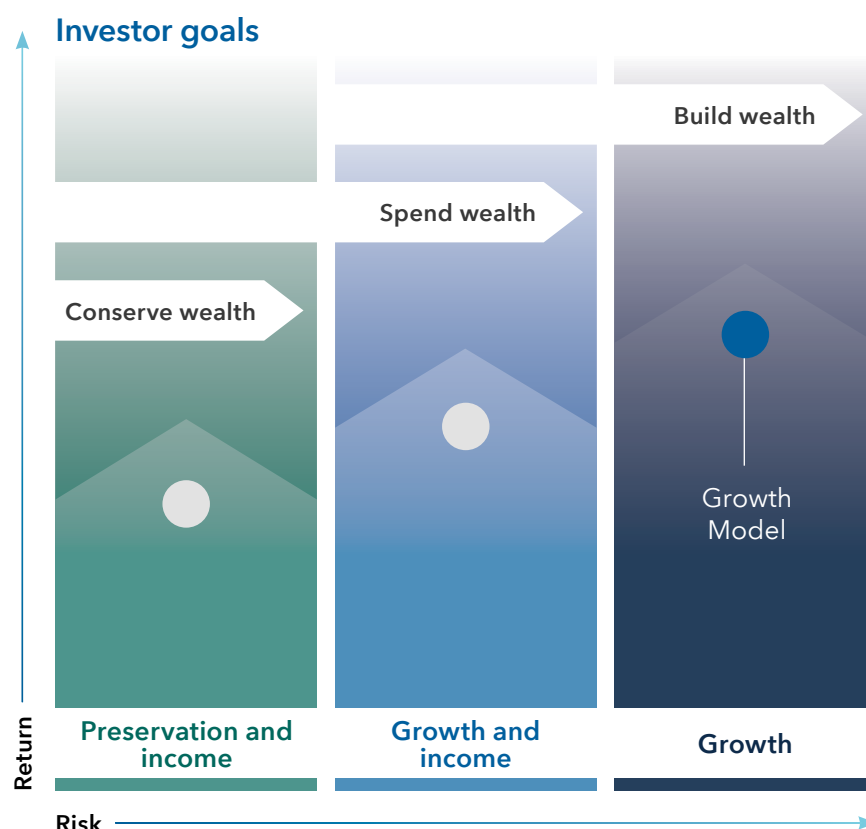 Investor goals
Build wealth
Spend wealth
Conserve wealth
Growth
Model
Preservation and
income
Growth and
income
Growth
Return
Risk